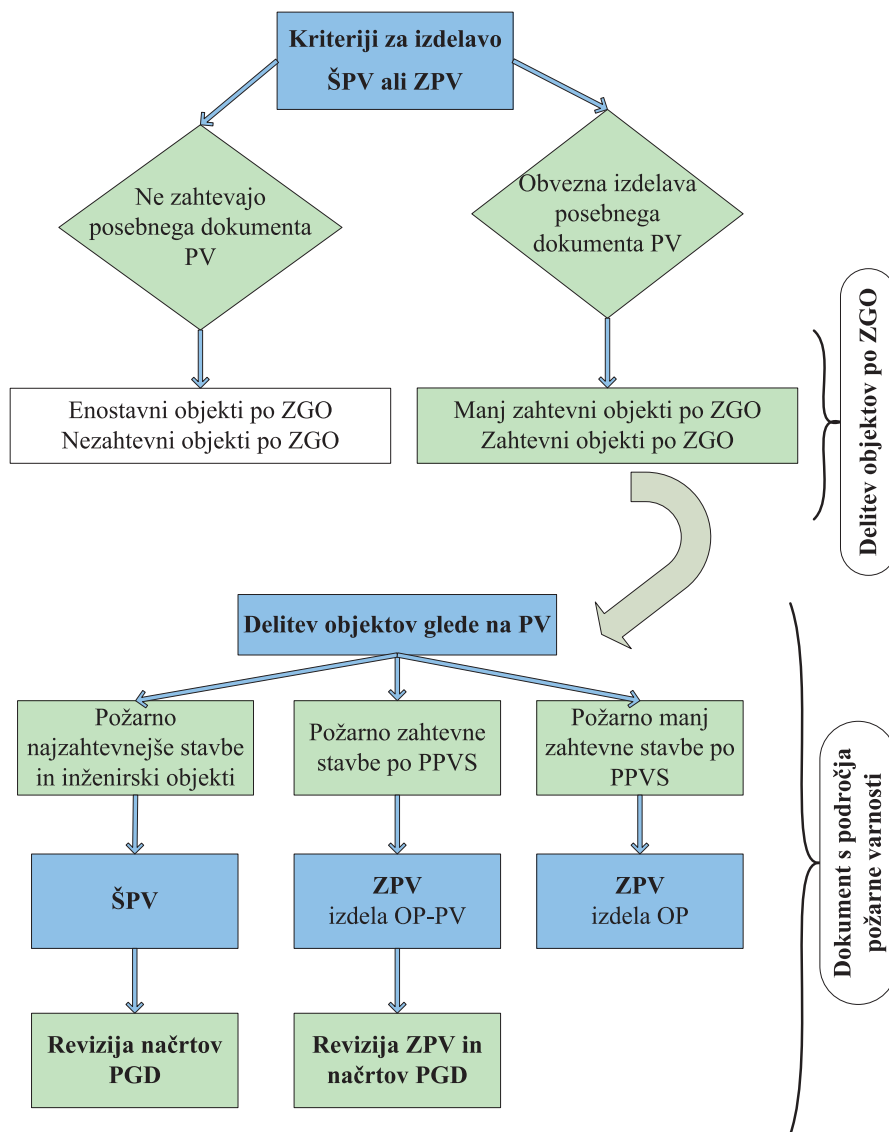 Kriteriji za izdelavo
ŠPV ali ZPV
Ne zahtevajo
posebnega dokumenta
PV
Obvezna izdelava
posebnega
dokumenta PV
Enostavni objekti po ZGO
Nezahtevni objekti po ZGO
Manj zahtevni objekti po ZGO
Zahtevni objekti po ZGO
Delitev objektov po ZGO
Delitev objektov glede na PV
Požarno
najzahtevnejše stavbe
in inženirski objekti
Požarno zahtevne
stavbe po PPVS
Požarno manj
zahtevne stavbe po
PPVS
ŠPV
ZPV
izdela OP-PV
ZPV
izdela OP
Revizija načrtov
PGD
Revizija ZPV in
načrtov PGD
Dokument s področja
požarne varnosti